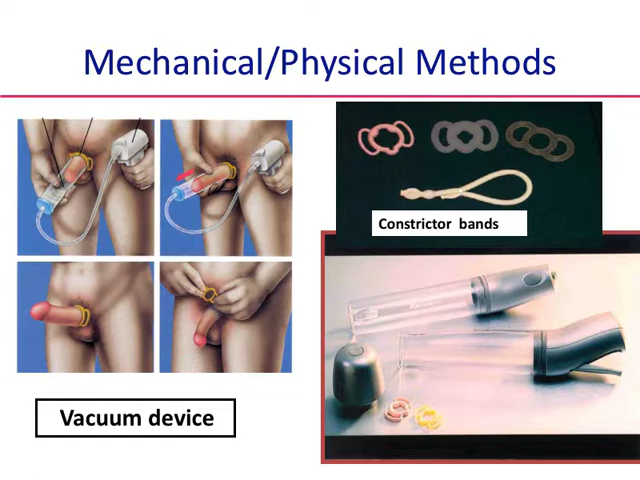 Mechanical/Physical Methods
Constrictor bands
Vacuum device